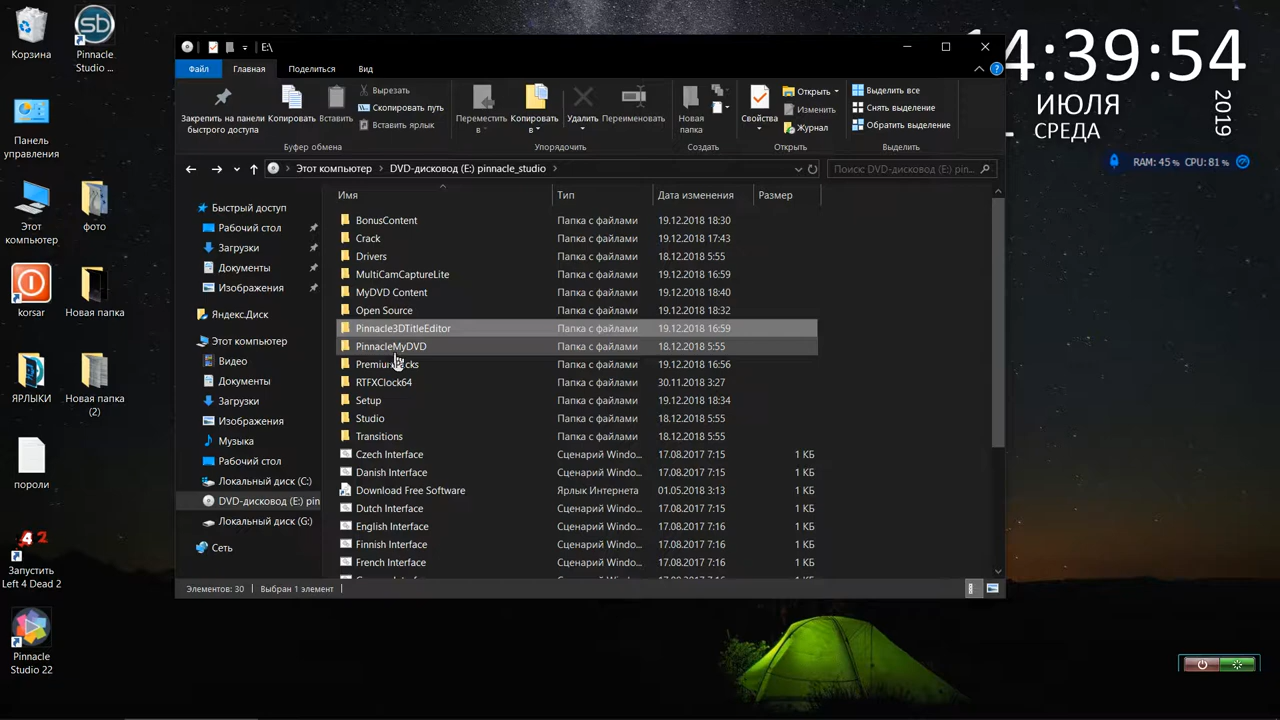 Корзина
Pinnacle
Studio ...
Панель
управления
Этот
компьютер
фото
korsar
Новая папка
ЯРЛЫКИ
Новая папка
(2)
пороли
Запустить
Left 4 Dead 2
Pinnacle
Studio 22
E:\
Файл
Главная
Поделиться
Вид
Закрепить на панели
быстрого доступа
Копировать
Вставить
Вырезать
Скопировать путь
Вставить ярлык
Буфер обмена
Переместить
в
Копировать
в
Удалить
Переименовать
Упорядочить
Новая
папка
Создать
Свойства
Открыть
Изменить
Журнал
Открыть
Выделить все
Снять выделение
Обратить выделение
Выделить
Этот компьютер > DVD-дисковод (E:) pinnacle_studio >
Поиск: DVD-дисковод (E:) pin...
Имя Тип Дата изменения Размер
Быстрый доступ
Рабочий стол
Загрузки
Документы
Изображения
Яндекс.Диск
Этот компьютер
Видео
Документы
Загрузки
Изображения
Музыка
Рабочий стол
Локальный диск (C:)
DVD-дисковод (E:) pin
Локальный диск (G:)
Сеть
BonusContent Папка с файлами 19.12.2018 18:30
Crack Папка с файлами 19.12.2018 17:43
Drivers Папка с файлами 18.12.2018 5:55
MultiCamCaptureLite Папка с файлами 19.12.2018 16:59
MyDVD Content Папка с файлами 19.12.2018 18:40
Open Source Папка с файлами 19.12.2018 18:32
Pinnacle3DTitleEditor Папка с файлами 19.12.2018 16:59
PinnacleMyDVD Папка с файлами 18.12.2018 5:55
Папка с файлами 19.12.2018 16:56
RTFXClock64 Папка с файлами 30.11.2018 3:27
Setup Папка с файлами 19.12.2018 18:34
Studio Папка с файлами 18.12.2018 5:55
Transitions Папка с файлами 18.12.2018 5:55
Czech Interface Сценарий Windo... 17.08.2017 7:15 1 КБ
Danish Interface Сценарий Windo... 17.08.2017 7:15 1 КБ
Download Free Software Ярлык Интернета 01.05.2018 3:13 1 КБ
Dutch Interface Сценарий Windo... 17.08.2017 7:15 1 КБ
English Interface Сценарий Windo... 17.08.2017 7:16 1 КБ
Finnish Interface Сценарий Windo... 17.08.2017 7:16 1 КБ
French Interface Сценарий Windo... 17.08.2017 7:16 1 КБ
Элементов: 30 Выбран 1 элемент
4:39:54
ИЮЛЯ
СРЕДА
2019
RAM: 45 % CPU: 81 %